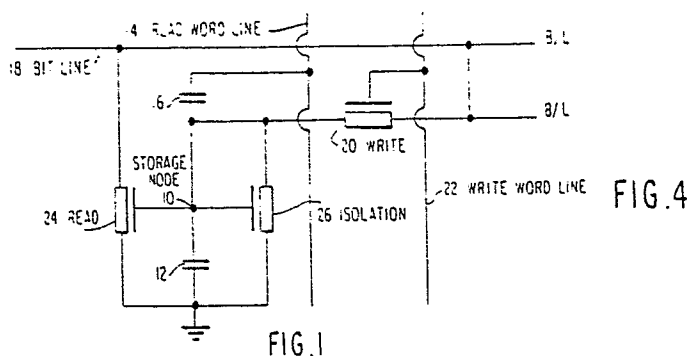 14 READ WORD LINE
B/L
18 BIT LINE
16
B/L
20 WRITE
STORAGE
NODE
10
22 WRITE WORD LINE
FIG.4
24 READ
26 ISOLATION
12
FIG.1